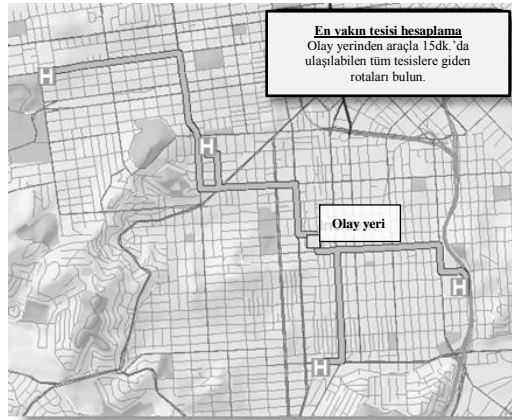 En yakın tesisi hesaplama
Olay yerinden araçla 15dk.'da
ulaşılabilen tüm tesislere giden
rotaları bulun.
H
H
Olay yeri
H
H